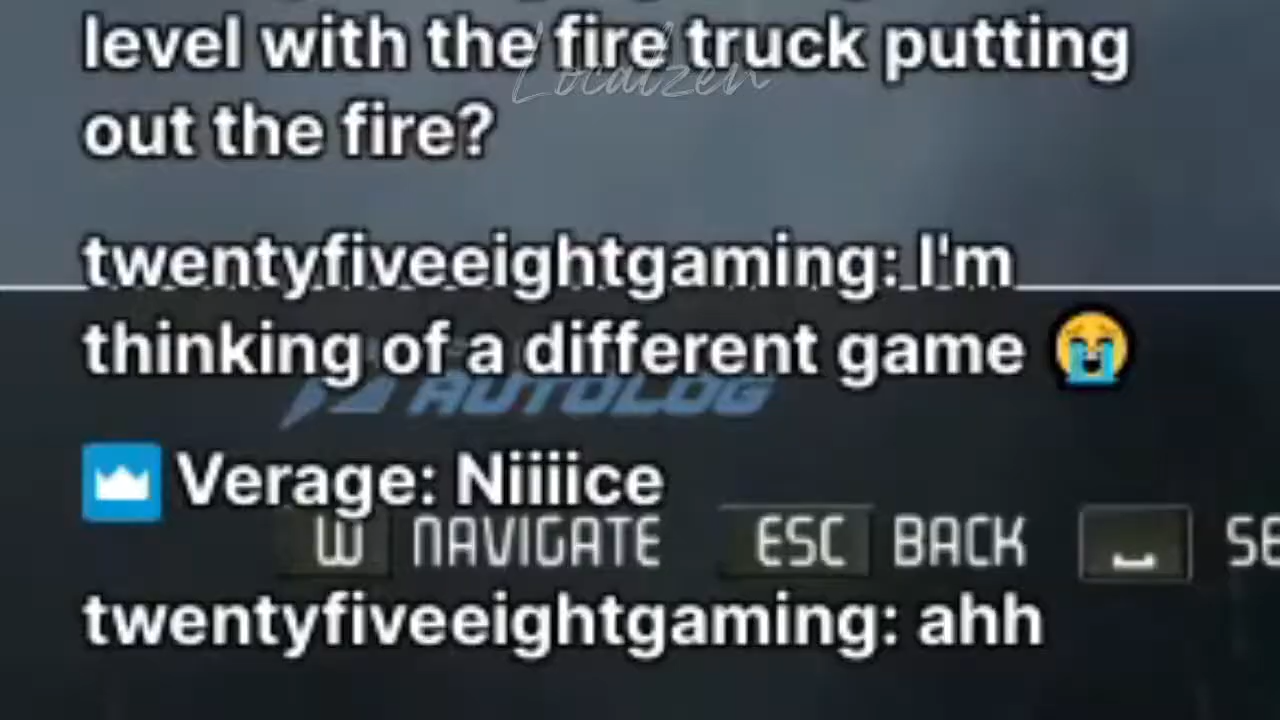 level with the fire truck putting
Localzen
out the fire?
twentyfiveeightgaming: I'm
thinking of a different game 😭
AUTOLOG
Verage: Niiiice
W NAVIGATE ESC BACK
twentyfiveeightgaming: ahh